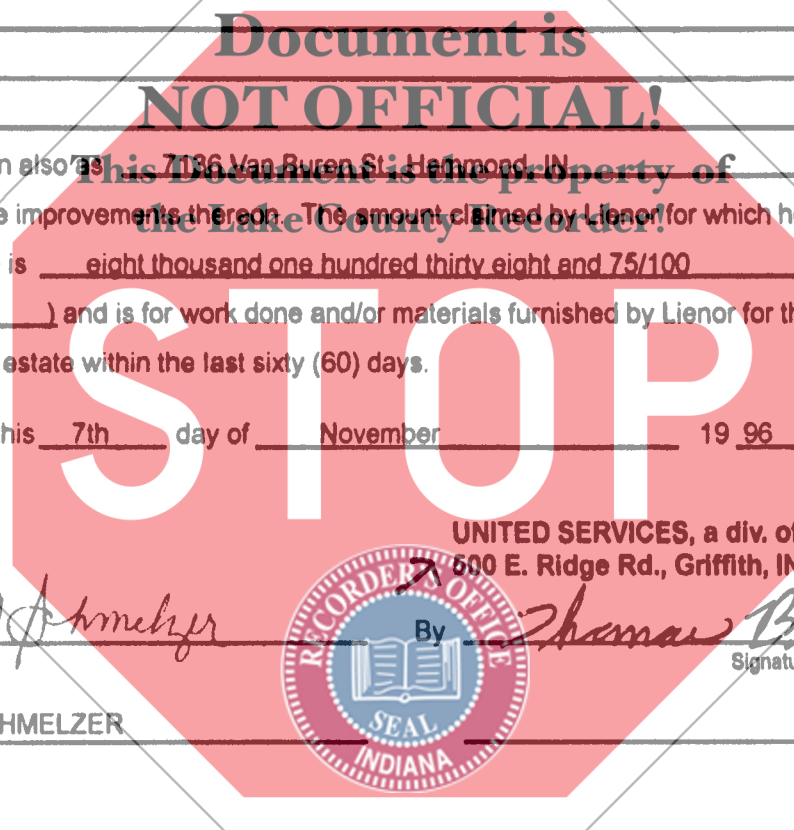 Document is
NOT OFFICIAL!
n also as 7136 Van Buren St. Hammond, IN
This Document is the property of
e improvements thereon. The amount claimed by Lienor for which h
the Lake County Recorder!
is eight thousand one hundred thirty eight and 75/100
) and is for work done and/or materials furnished by Lienor for th
estate within the last sixty (60) days.
STOP
his 7th day of November 19 96
UNITED SERVICES, a div. of
500 E. Ridge Rd., Griffith, IN
RECORDER'S OFFICE
hmelzer
By Thomas B
Signatu
HMELZER
SEAL
INDIANA